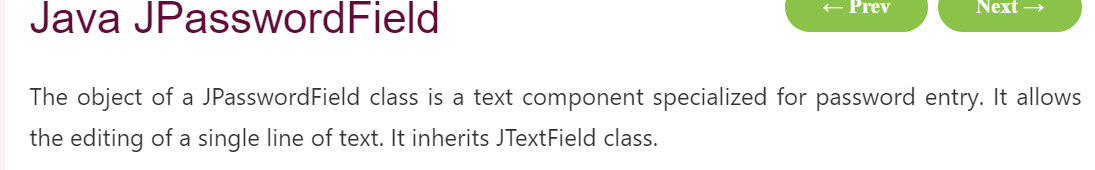 Java JPasswordField
← Prev
Next →
The object of a JPasswordField class is a text component specialized for password entry. It allows
the editing of a single line of text. It inherits JTextField class.